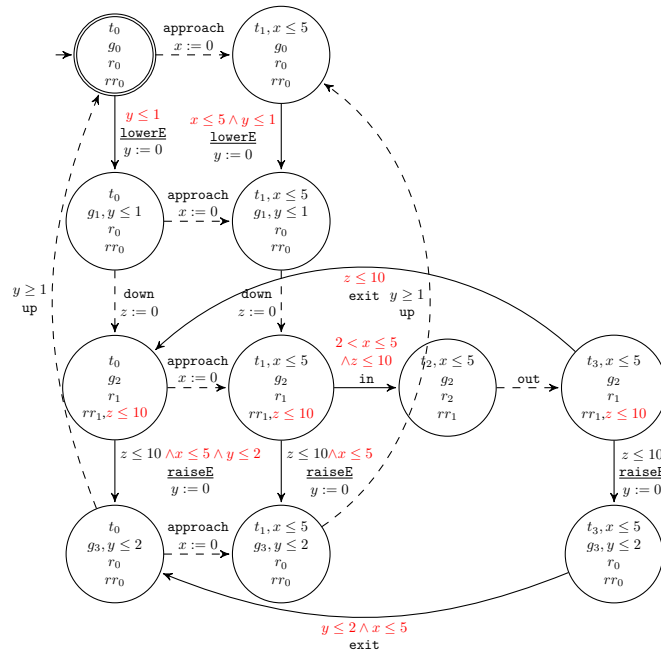 t₀
g₀
r₀
rr₀
approach
x := 0
t₁, x ≤ 5
g₀
r₀
rr₀
y ≤ 1
lowerE
y := 0
x ≤ 5 ∧ y ≤ 1
lowerE
y := 0
t₀
g₁, y ≤ 1
r₀
rr₀
approach
x := 0
t₁, x ≤ 5
g₁, y ≤ 1
r₀
rr₀
y ≥ 1
up
down
z := 0
down
z := 0
z ≤ 10
exit
y ≥ 1
up
t₀
g₂
r₁
rr₁,z ≤ 10
approach
x := 0
t₁, x ≤ 5
g₂
r₁
rr₁,z ≤ 10
2 < x ≤ 5
∧z ≤ 10
in
t₂, x ≤ 5
g₂
r₂
rr₁
out
t₃, x ≤ 5
g₂
r₁
rr₁,z ≤ 10
z ≤ 10 ∧x ≤ 5 ∧ y ≤ 2
raiseE
y := 0
z ≤ 10∧x ≤ 5
raiseE
y := 0
z ≤ 10
raiseE
y := 0
t₀
g₃, y ≤ 2
r₀
rr₀
approach
x := 0
t₁, x ≤ 5
g₃, y ≤ 2
r₀
rr₀
t₃, x ≤ 5
g₃, y ≤ 2
r₀
rr₀
y ≤ 2 ∧ x ≤ 5
exit